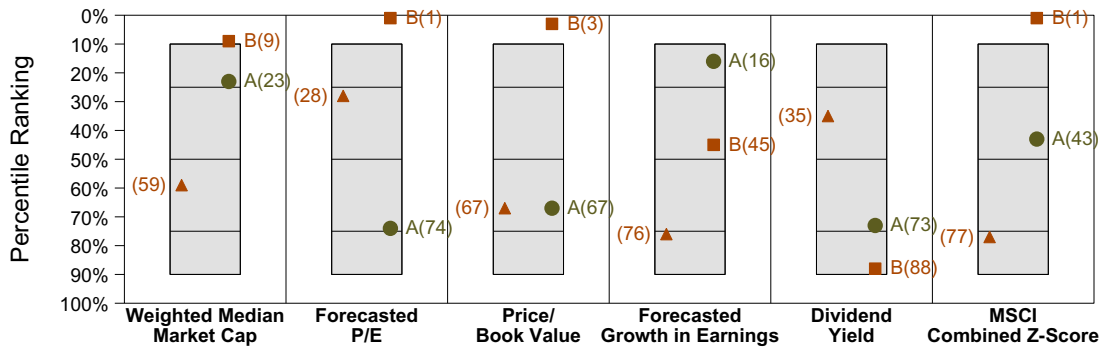 Percentile Ranking
0%
10%
20%
30%
40%
50%
60%
70%
80%
90%
100%
B(9)
A(23)
(59)
B(1)
(28)
A(74)
B(3)
(67)
A(67)
A(16)
B(45)
(76)
(35)
A(73)
B(88)
B(1)
A(43)
(77)
Weighted Median
Market Cap
Forecasted
P/E
Price/
Book Value
Forecasted
Growth in Earnings
Dividend
Yield
MSCI
Combined Z-Score